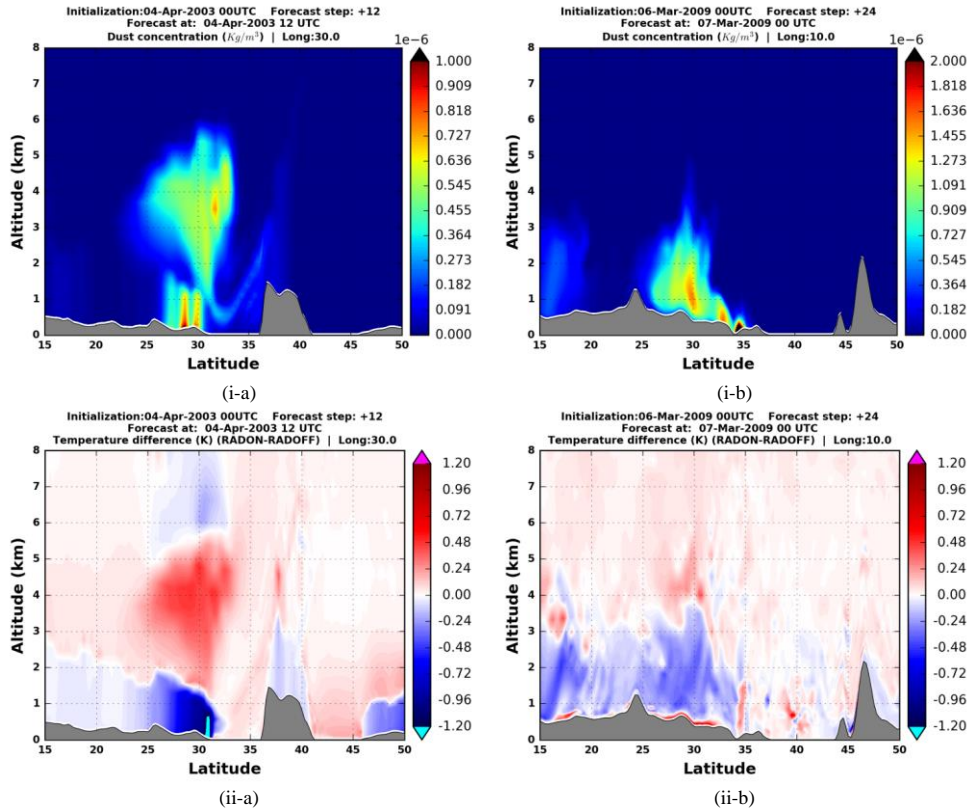 Initialization:04-Apr-2003 00UTC Forecast step: +12
Forecast at: 04-Apr-2003 12 UTC
Dust concentration (Kg/m³) | Long:30.0
1e−6
8
7
6
5
4
3
2
1
0
Altitude (km)
15 20 25 30 35 40 45 50
Latitude
1.000
0.909
0.818
0.727
0.636
0.545
0.455
0.364
0.273
0.182
0.091
0.000
(i-a)
Initialization:06-Mar-2009 00UTC Forecast step: +24
Forecast at: 07-Mar-2009 00 UTC
Dust concentration (Kg/m³) | Long:10.0
1e−6
8
7
6
5
4
3
2
1
0
Altitude (km)
15 20 25 30 35 40 45 50
Latitude
2.000
1.818
1.636
1.455
1.273
1.091
0.909
0.727
0.545
0.364
0.182
0.000
(i-b)
Initialization:04-Apr-2003 00UTC Forecast step: +12
Forecast at: 04-Apr-2003 12 UTC
Temperature difference (K) (RADON-RADOFF) | Long:30.0
8
7
6
5
4
3
2
1
0
Altitude (km)
15 20 25 30 35 40 45 50
Latitude
1.20
0.96
0.72
0.48
0.24
0.00
−0.24
−0.48
−0.72
−0.96
−1.20
(ii-a)
Initialization:06-Mar-2009 00UTC Forecast step: +24
Forecast at: 07-Mar-2009 00 UTC
Temperature difference (K) (RADON-RADOFF) | Long:10.0
8
7
6
5
4
3
2
1
0
Altitude (km)
15 20 25 30 35 40 45 50
Latitude
1.20
0.96
0.72
0.48
0.24
0.00
−0.24
−0.48
−0.72
−0.96
−1.20
(ii-b)